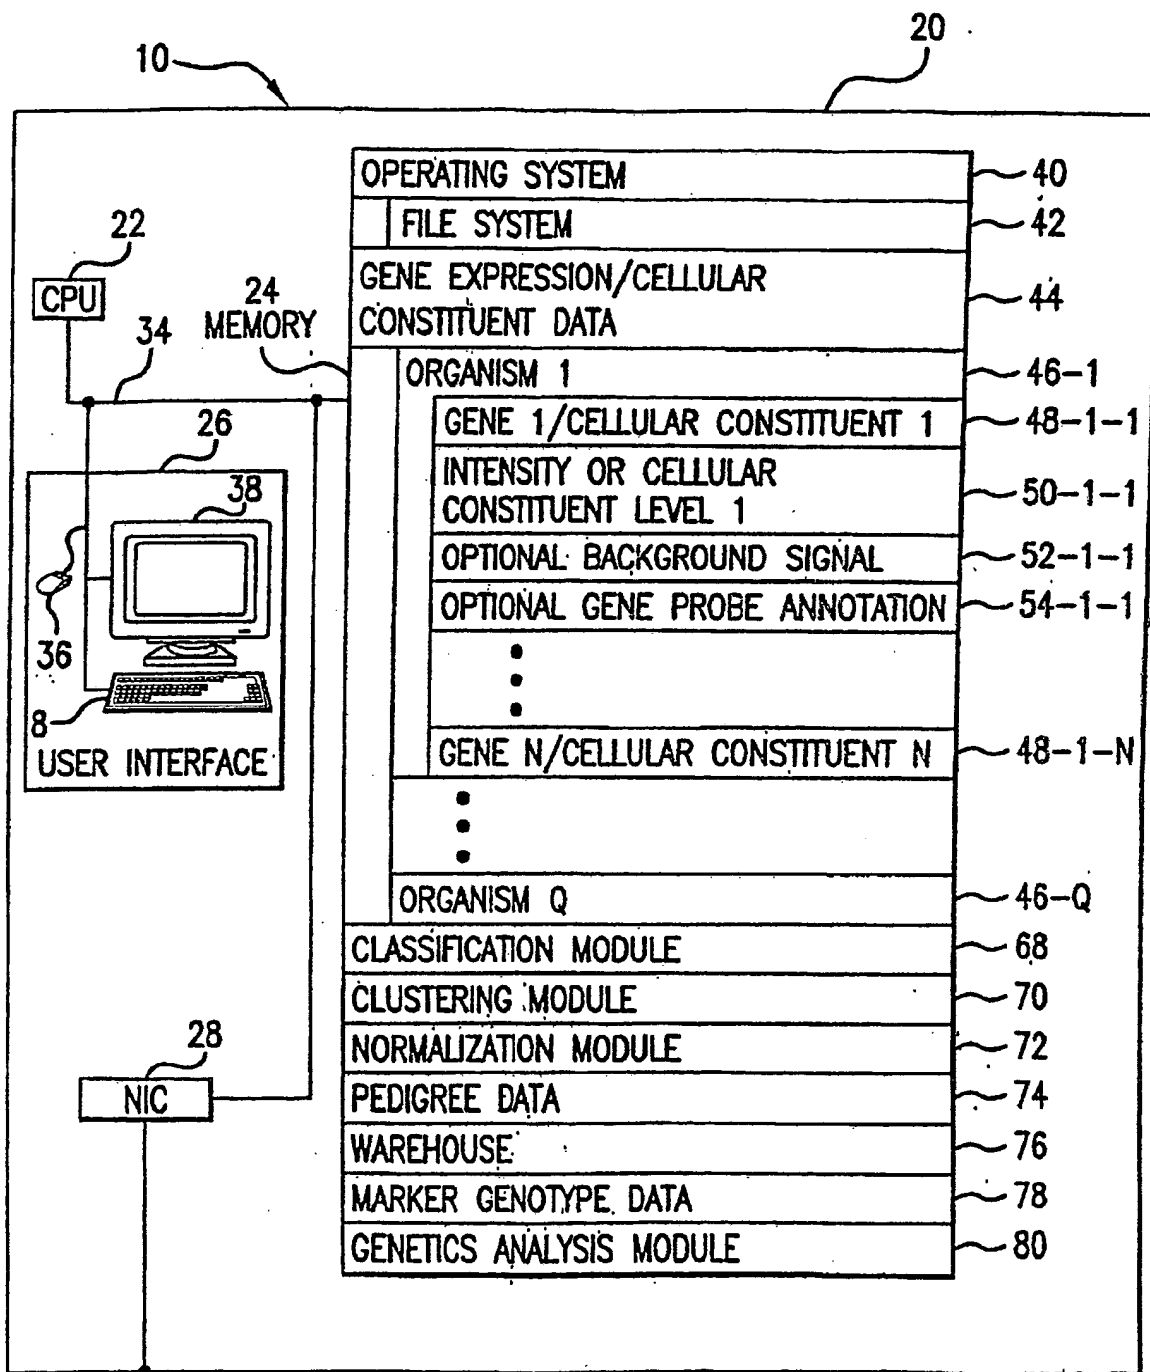 10
20
OPERATING SYSTEM
40
FILE SYSTEM
42
22
CPU
GENE EXPRESSION/CELLULAR
CONSTITUENT DATA
44
24
MEMORY
34
ORGANISM 1
46-1
GENE 1/CELLULAR CONSTITUENT 1
48-1-1
26
INTENSITY OR CELLULAR
CONSTITUENT LEVEL 1
50-1-1
38
OPTIONAL BACKGROUND SIGNAL
52-1-1
OPTIONAL GENE PROBE ANNOTATION
54-1-1
36
8
USER INTERFACE
GENE N/CELLULAR CONSTITUENT N
48-1-N
ORGANISM Q
46-Q
CLASSIFICATION MODULE
68
CLUSTERING MODULE
70
NORMALIZATION MODULE
72
28
NIC
PEDIGREE DATA
74
WAREHOUSE
76
MARKER GENOTYPE DATA
78
GENETICS ANALYSIS MODULE
80